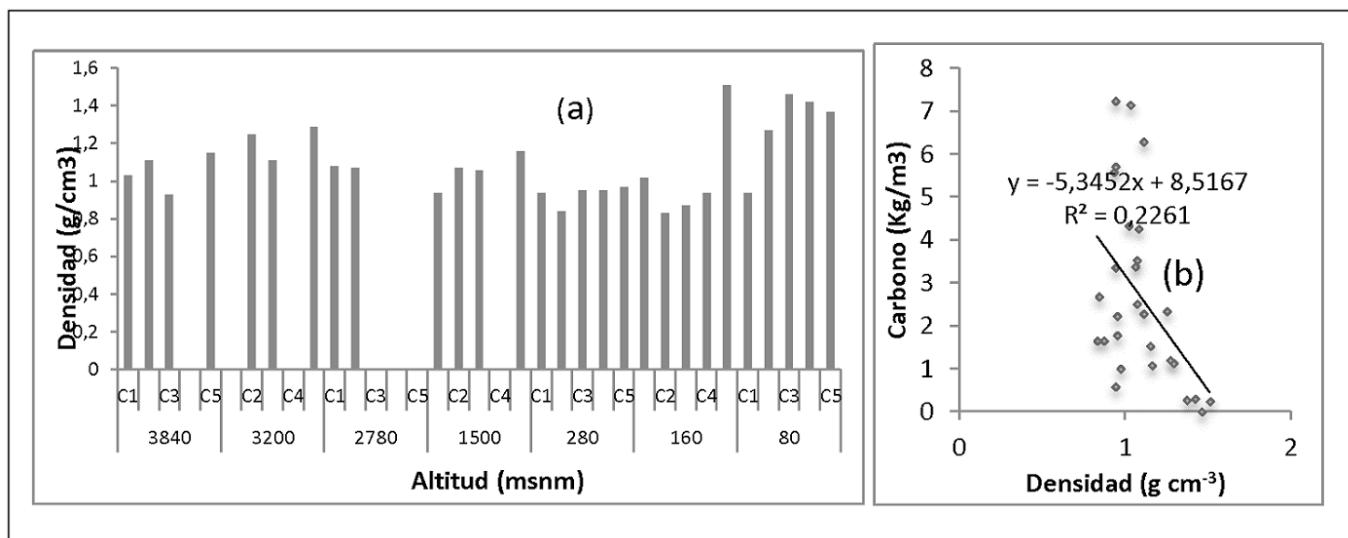 1,6
1,4
1,2
1
0,8
0,6
0,4
0,2
0
Densidad (g/cm3)
(a)
C1 C3 C5 C2 C4 C1 C3 C5 C2 C4 C1 C3 C5 C2 C4 C1 C3 C5
3840 3200 2780 1500 280 160 80
Altitud (msnm)
8
7
6
5
4
3
2
1
0
Carbono (Kg/m3)
y = -5,3452x + 8,5167
R² = 0,2261
(b)
0 1 2
Densidad (g cm-3)